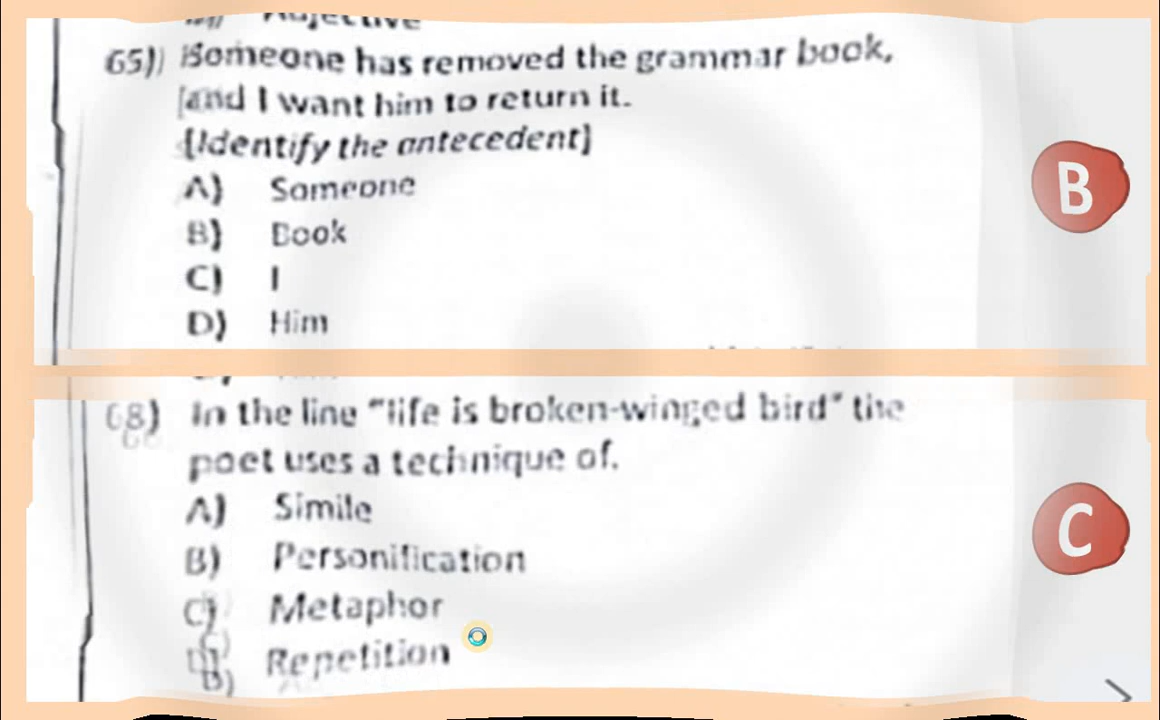 Adjective
65) Someone has removed the grammar book,
and I want him to return it.
[Identify the antecedent]
A) Someone
B) Book
C) I
D) Him
B
68) In the line "life is broken-winged bird" the
poet uses a technique of.
A) Simile
B) Personification
C) Metaphor
D) Repetition
C